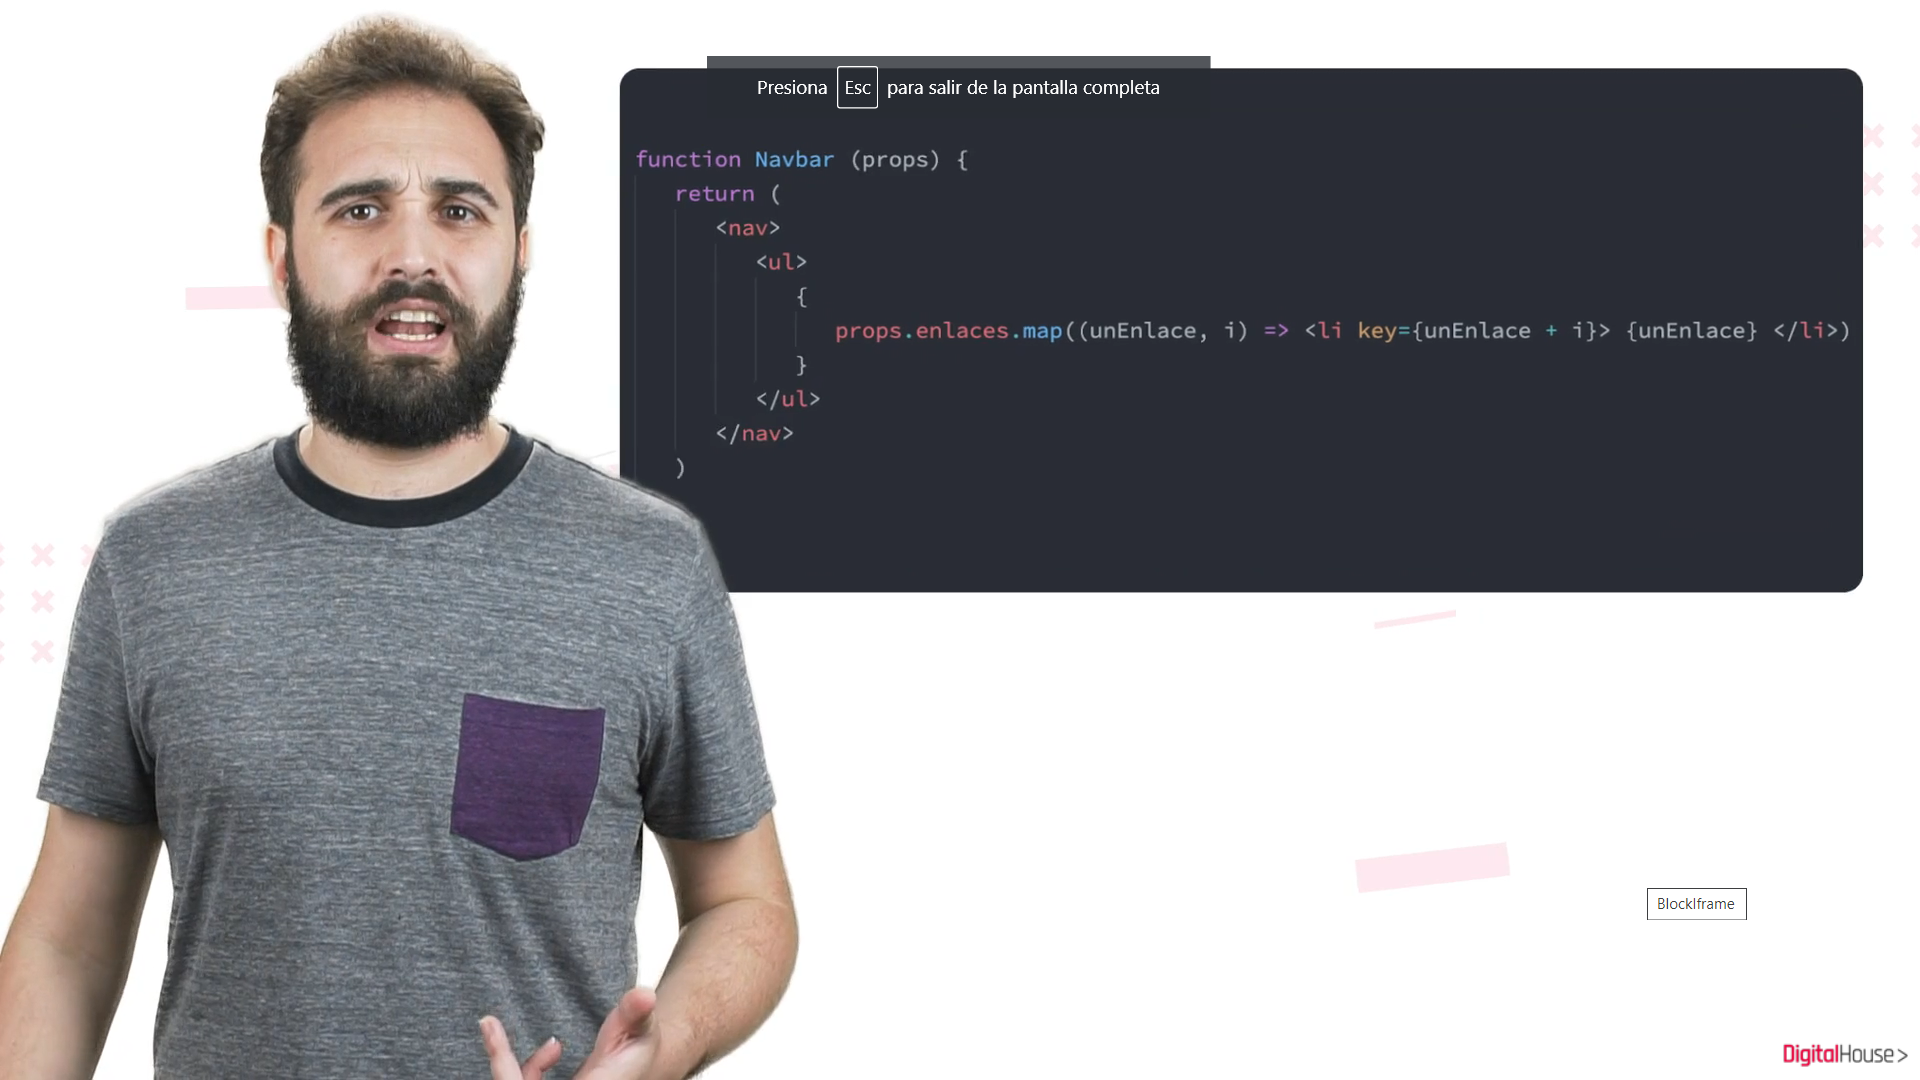 Presiona Esc para salir de la pantalla completa
function Navbar (props) {
return (
<nav>
<ul>
{
props.enlaces.map((unEnlace, i) => <li key={unEnlace + i}> {unEnlace} </li>)
}
</ul>
</nav>
)
BlockIframe
DigitalHouse>